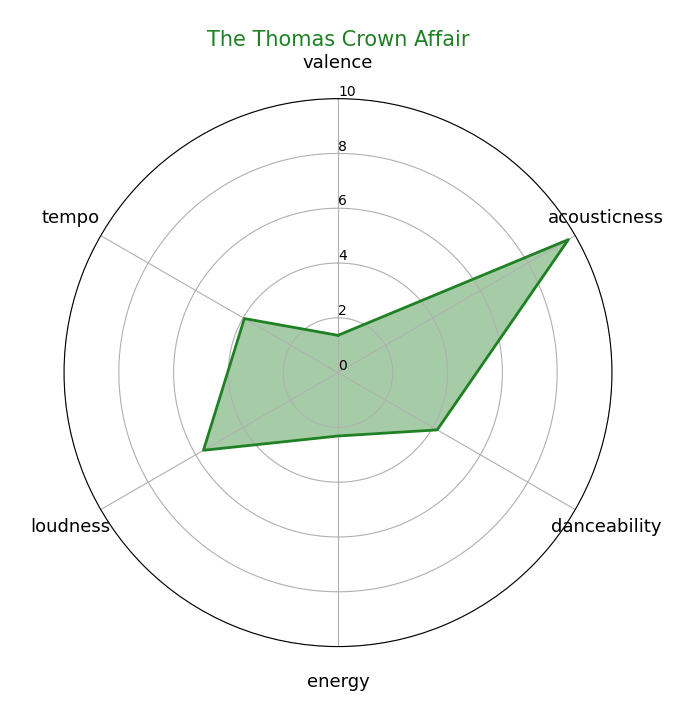 The Thomas Crown Affair
valence
10
8
6
4
2
0
tempo
acousticness
loudness
danceability
energy